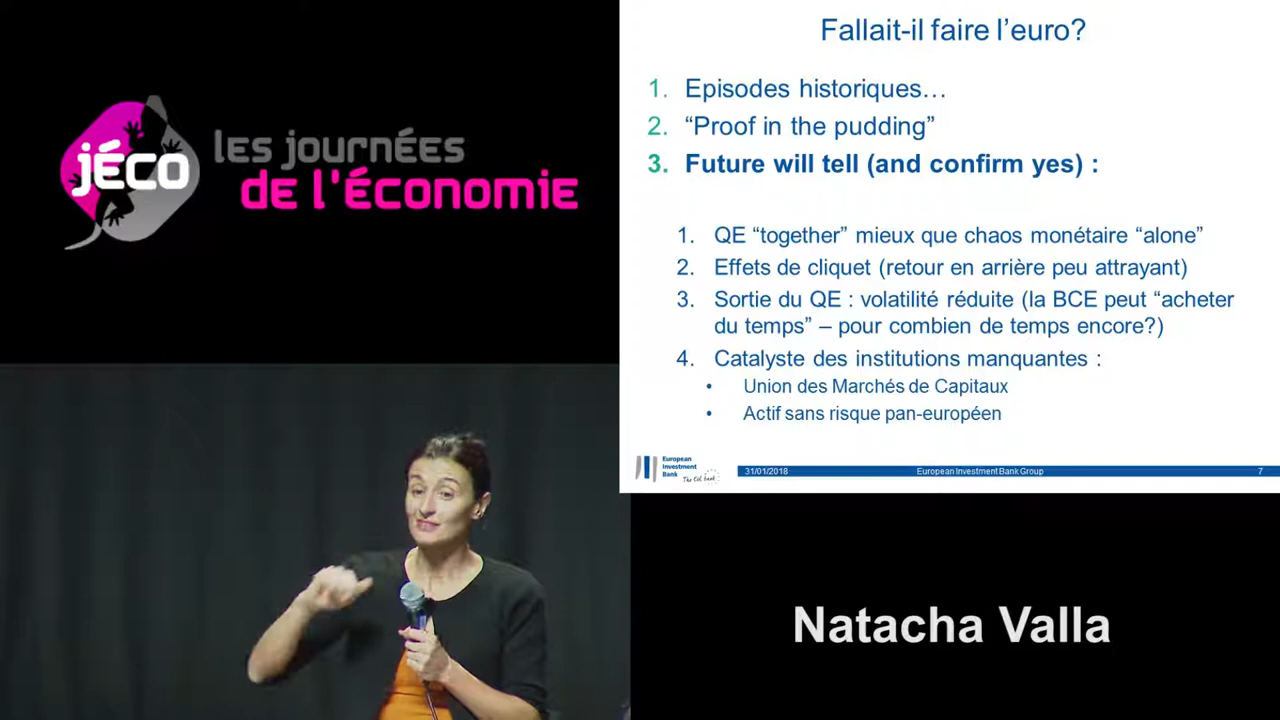 jéco
les journées
de l'économie
Fallait-il faire l'euro?
1. Episodes historiques…
2. “Proof in the pudding”
3. Future will tell (and confirm yes) :
1. QE “together” mieux que chaos monétaire “alone”
2. Effets de cliquet (retour en arrière peu attrayant)
3. Sortie du QE : volatilité réduite (la BCE peut “acheter
du temps” – pour combien de temps encore?)
4. Catalyste des institutions manquantes :
• Union des Marchés de Capitaux
• Actif sans risque pan-européen
European
Investment
Bank
The EU bank
31/01/2018 European Investment Bank Group 7
Natacha Valla